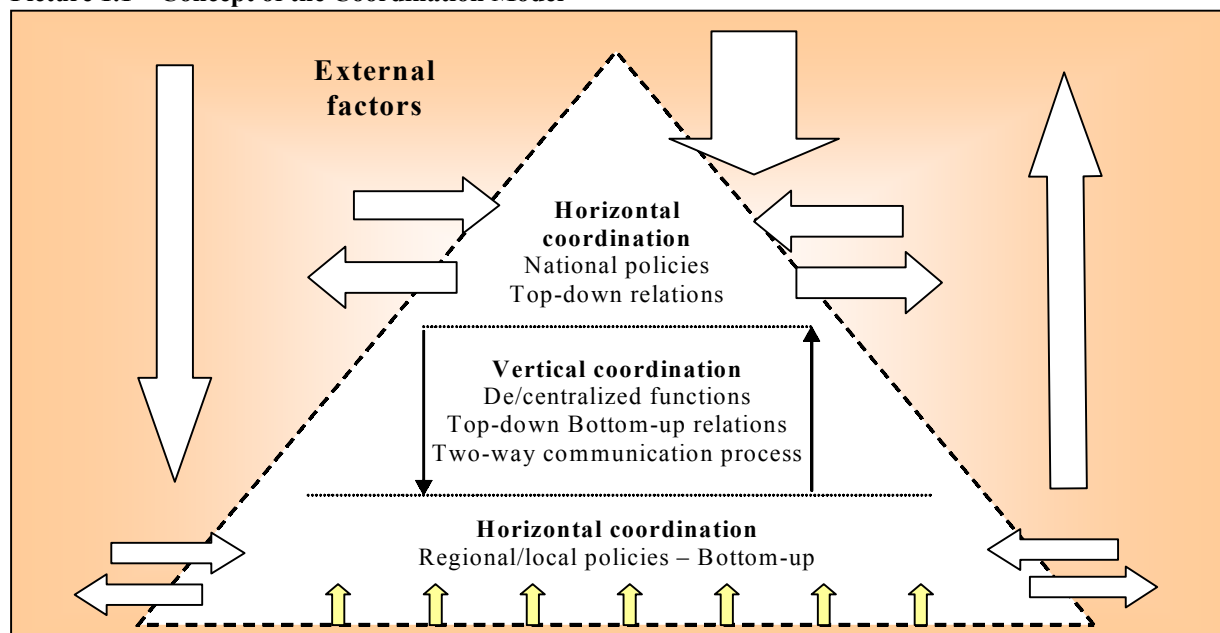 Picture 1.1 – Concept of the Coordination Model
External
factors
Horizontal
coordination
National policies
Top-down relations
Vertical coordination
De/centralized functions
Top-down Bottom-up relations
Two-way communication process
Horizontal coordination
Regional/local policies – Bottom-up